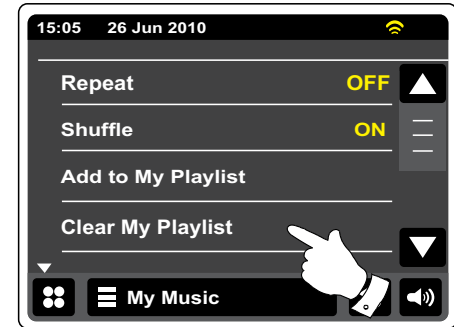 15:05 26 Jun 2010
Repeat OFF
Shuffle ON
Add to My Playlist
Clear My Playlist
My Music